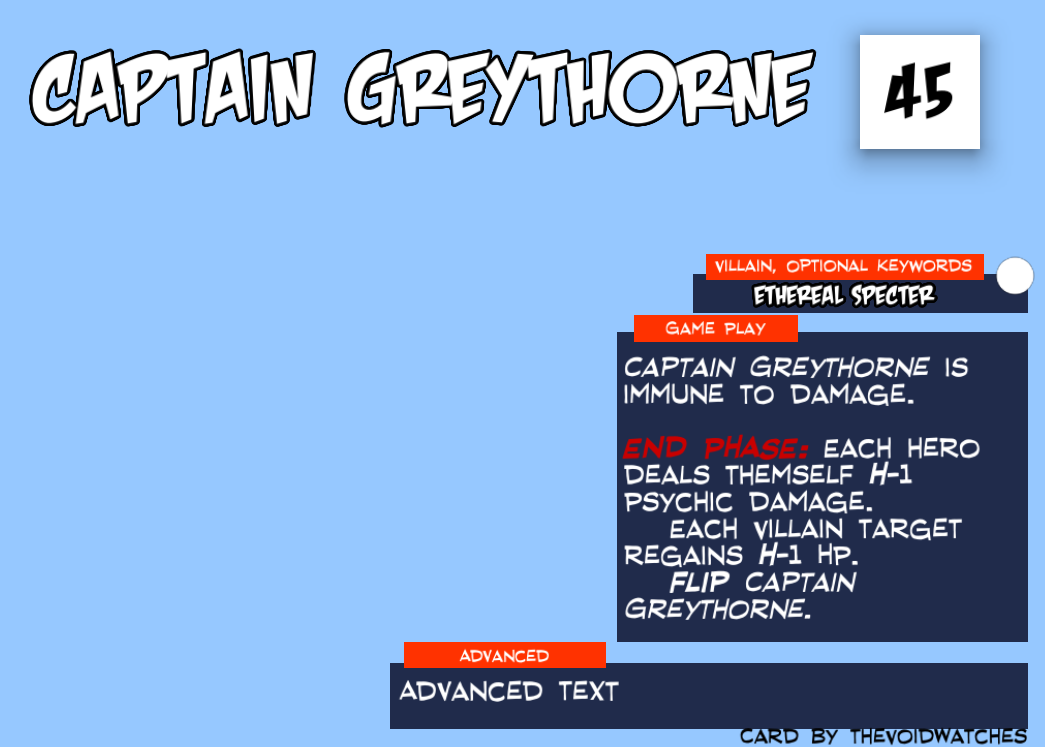 CAPTAIN GREYTHORNE
45
VILLAIN, OPTIONAL KEYWORDS
ETHEREAL SPECTER
GAME PLAY
CAPTAIN GREYTHORNE IS
IMMUNE TO DAMAGE.
END PHASE: EACH HERO
DEALS THEMSELF H-1
PSYCHIC DAMAGE.
EACH VILLAIN TARGET
REGAINS H-1 HP.
FLIP CAPTAIN
GREYTHORNE.
ADVANCED
ADVANCED TEXT
CARD BY THEVOIDWATCHES